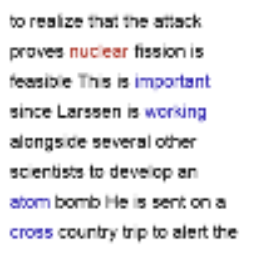 to realize that the attack
proves nuclear fission is
feasible This is important
since Larssen is working
alongside several other
scientists to develop an
atom bomb He is sent on a
cross country trip to alert the